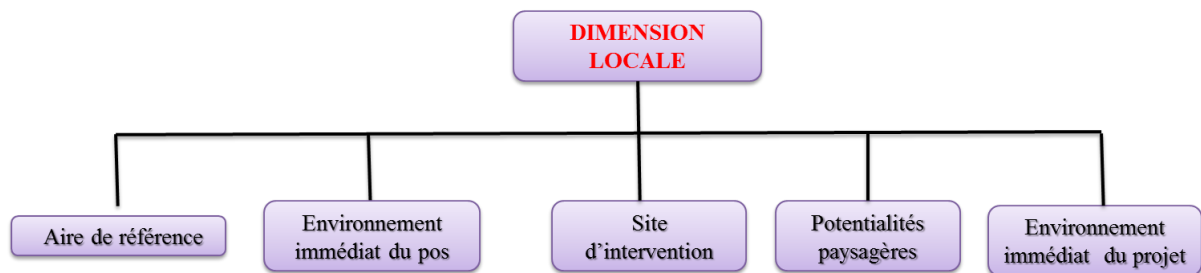 DIMENSION
LOCALE
Aire de référence
Environnement
immédiat du pos
Site
d’intervention
Potentialités
paysagères
Environnement
immédiat  du projet